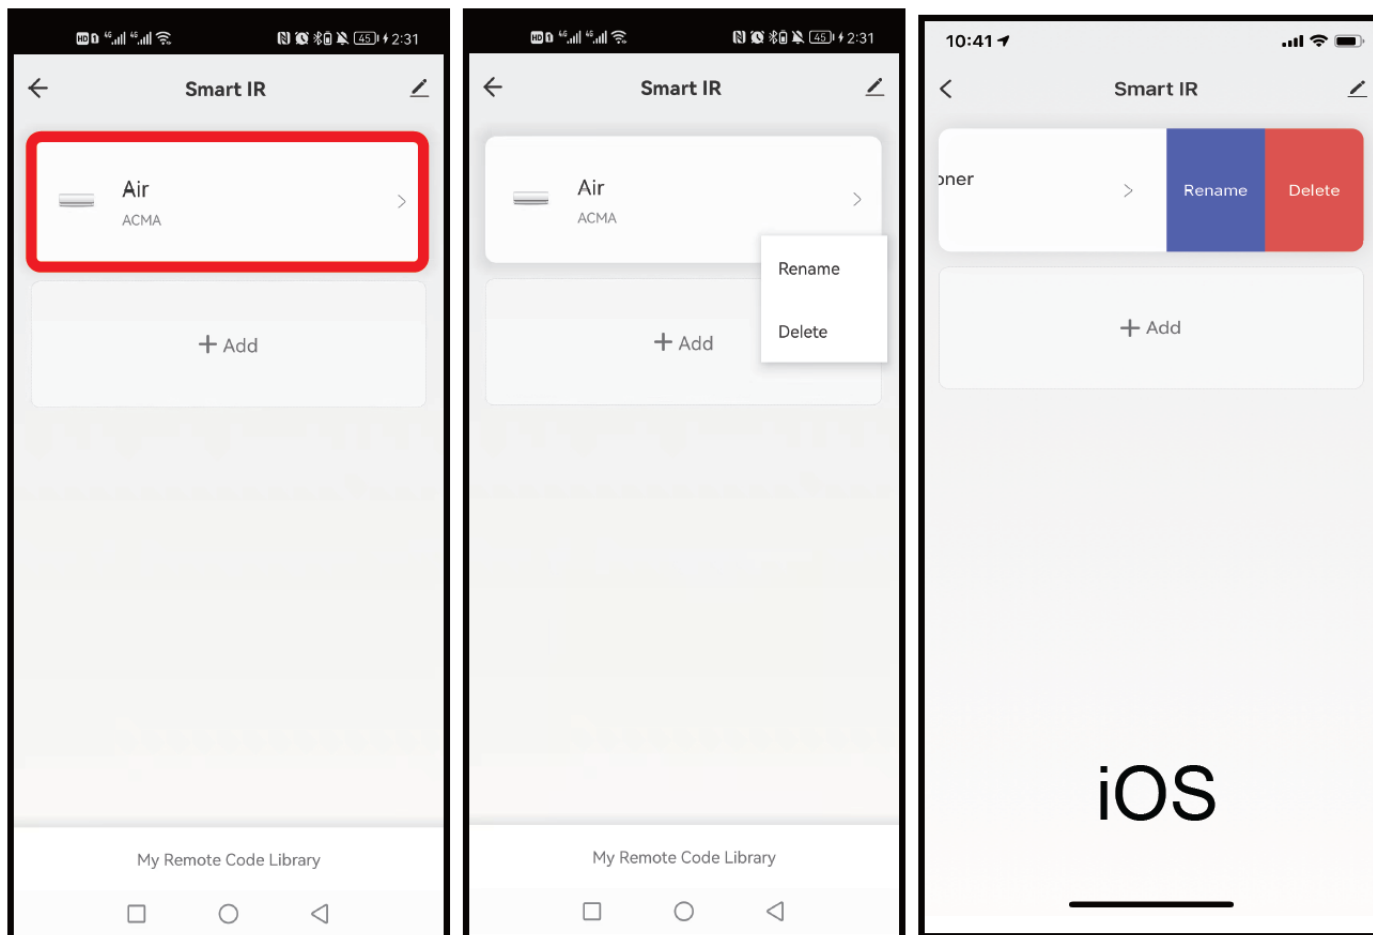 2:31
Smart IR
Air
ACMA
+ Add
My Remote Code Library
45
2:31
Smart IR
Air
ACMA
Rename
Delete
+ Add
My Remote Code Library
10:41
Smart IR
oner
Rename
Delete
+ Add
iOS